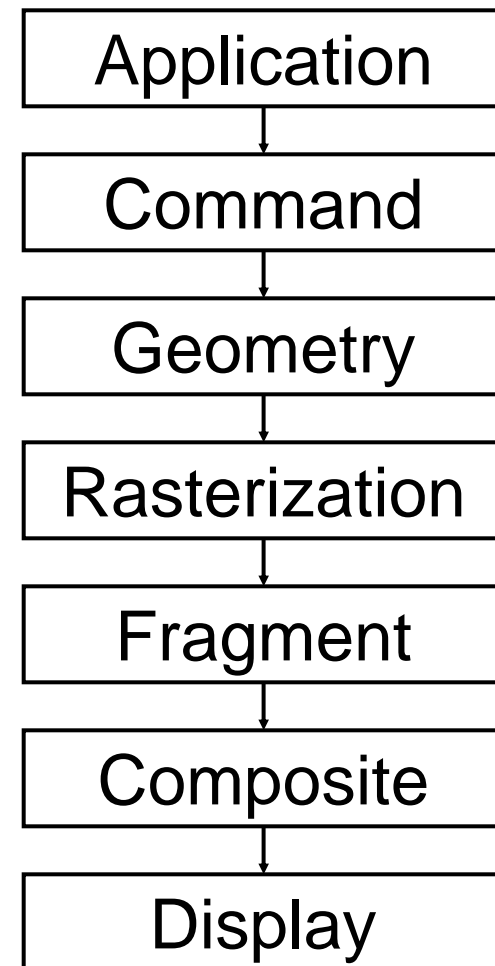 Application
Command
Geometry
Rasterization
Fragment
Composite
Display